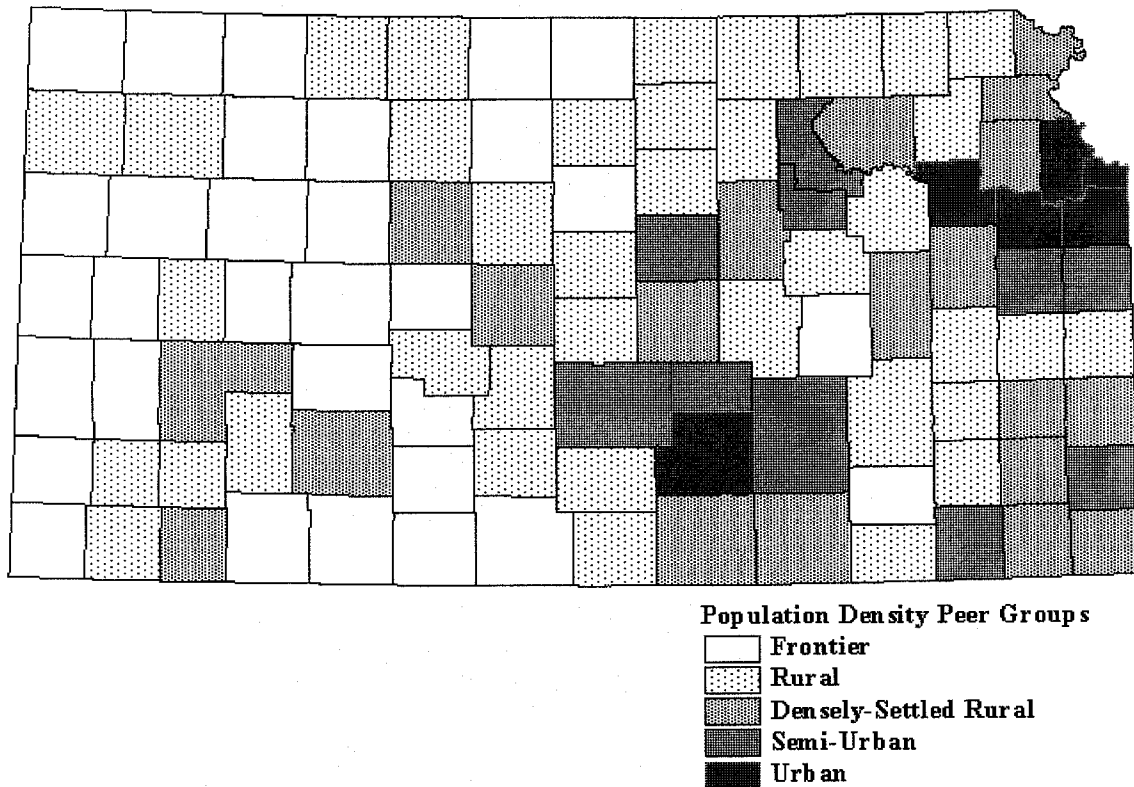 Population Density Peer Groups
Frontier
Rural
Densely-Settled Rural
Semi-Urban
Urban